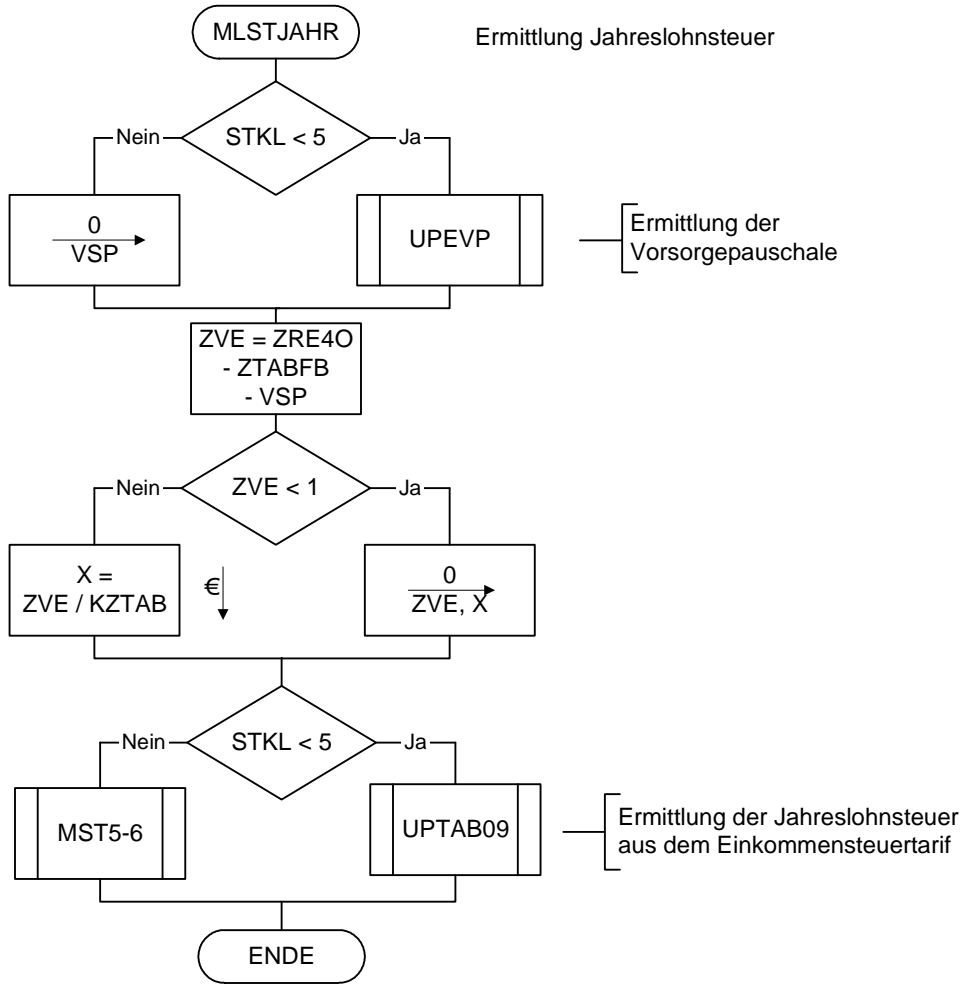 MLSTJAHR
Ermittlung Jahreslohnsteuer
STKL < 5
Nein
Ja
0
VSP
UPEVP
Ermittlung der
Vorsorgepauschale
ZVE = ZRE4O
- ZTABFB
- VSP
ZVE < 1
Nein
Ja
X =
ZVE / KZTAB
€
0
ZVE, X
STKL < 5
Nein
Ja
MST5-6
UPTAB09
Ermittlung der Jahreslohnsteuer
aus dem Einkommensteuertarif
ENDE